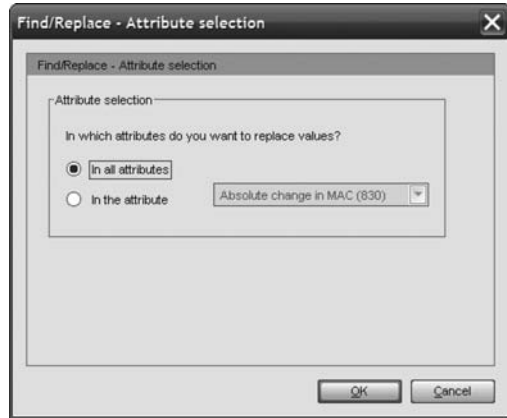 Find/Replace - Attribute selection
Find/Replace - Attribute selection
Attribute selection
In which attributes do you want to replace values?
In all attributes
In the attribute
Absolute change in MAC (830)
OK
Cancel